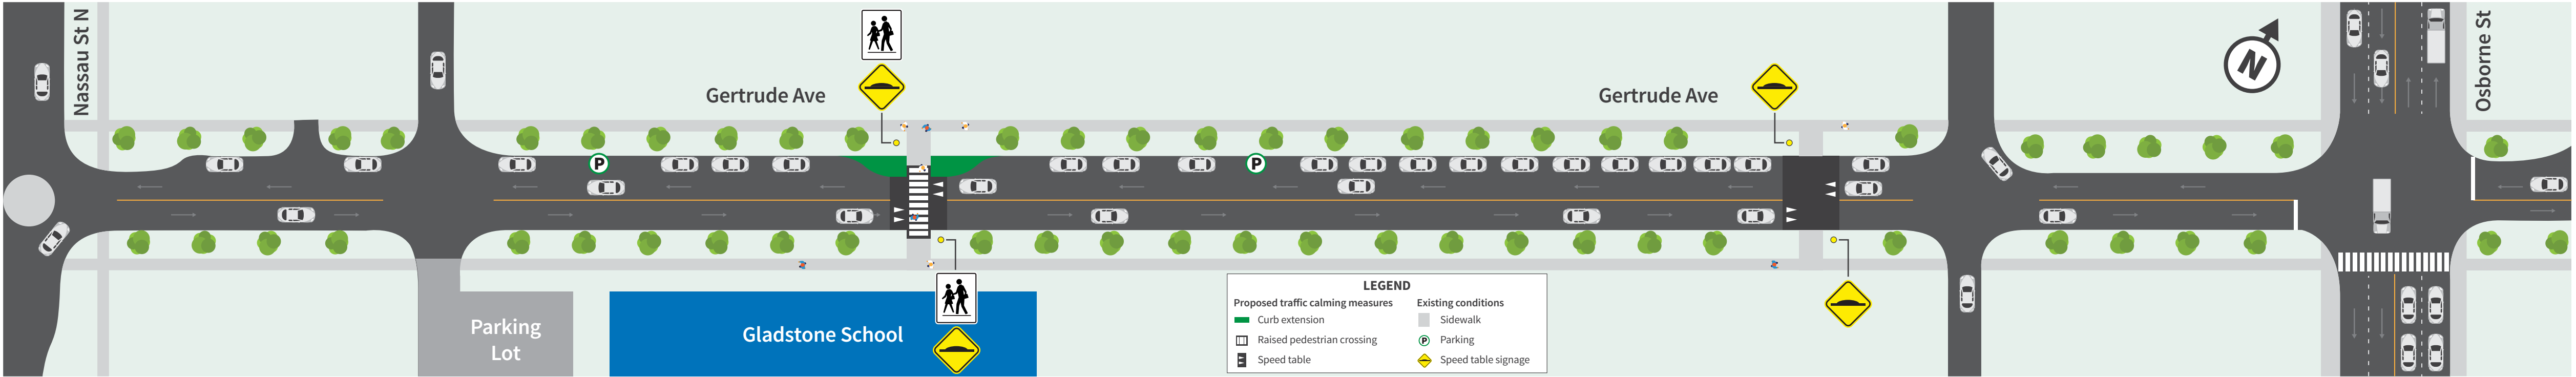 Nassau St N
Gertrude Ave
Gertrude Ave
N
Osborne St
P
P
Parking
Lot
Gladstone School
LEGEND
Proposed traffic calming measures
Curb extension
Raised pedestrian crossing
Speed table
Existing conditions
Sidewalk
P Parking
Speed table signage